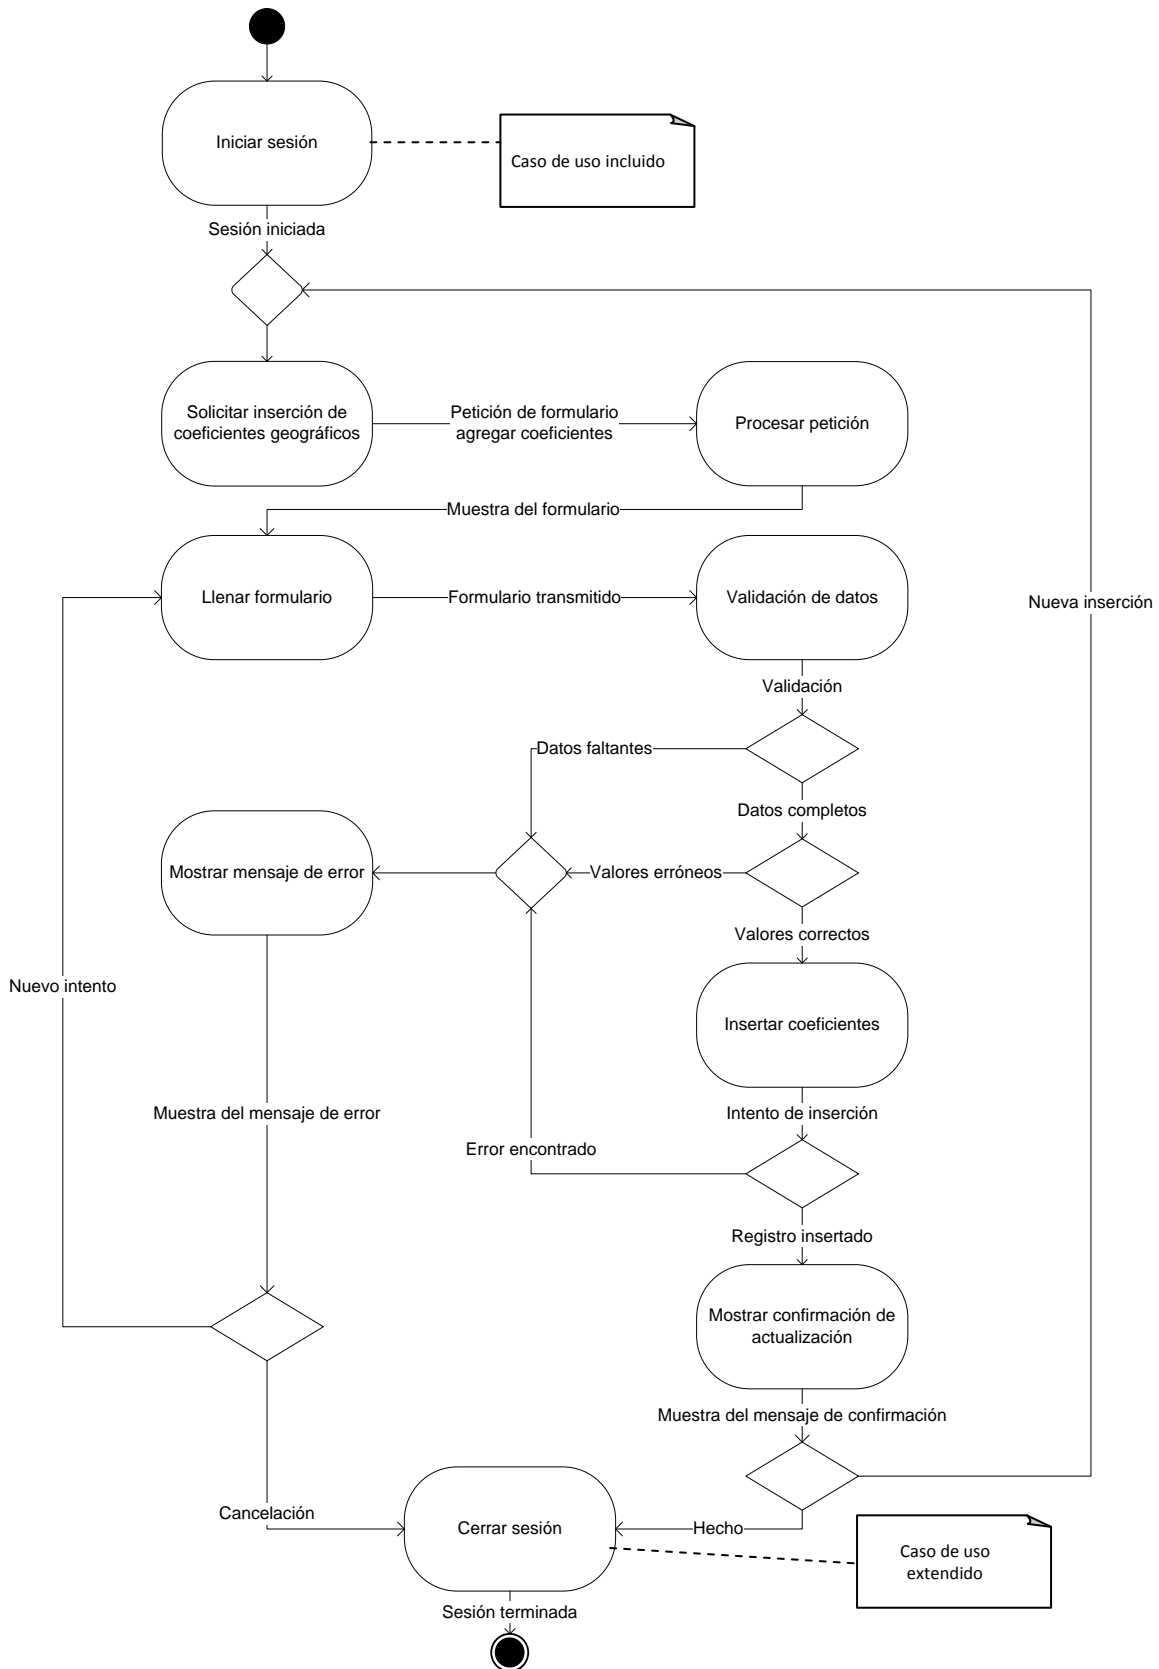 Iniciar sesión
Caso de uso incluido
Sesión iniciada
Solicitar inserción de
coeficientes geográficos
Petición de formulario
agregar coeficientes
Procesar petición
Muestra del formulario
Llenar formulario
Formulario transmitido
Validación de datos
Nueva inserción
Validación
Datos faltantes
Datos completos
Mostrar mensaje de error
Valores erróneos
Valores correctos
Nuevo intento
Insertar coeficientes
Muestra del mensaje de error
Intento de inserción
Error encontrado
Registro insertado
Mostrar confirmación de
actualización
Muestra del mensaje de confirmación
Cancelación
Cerrar sesión
Hecho
Caso de uso
extendido
Sesión terminada